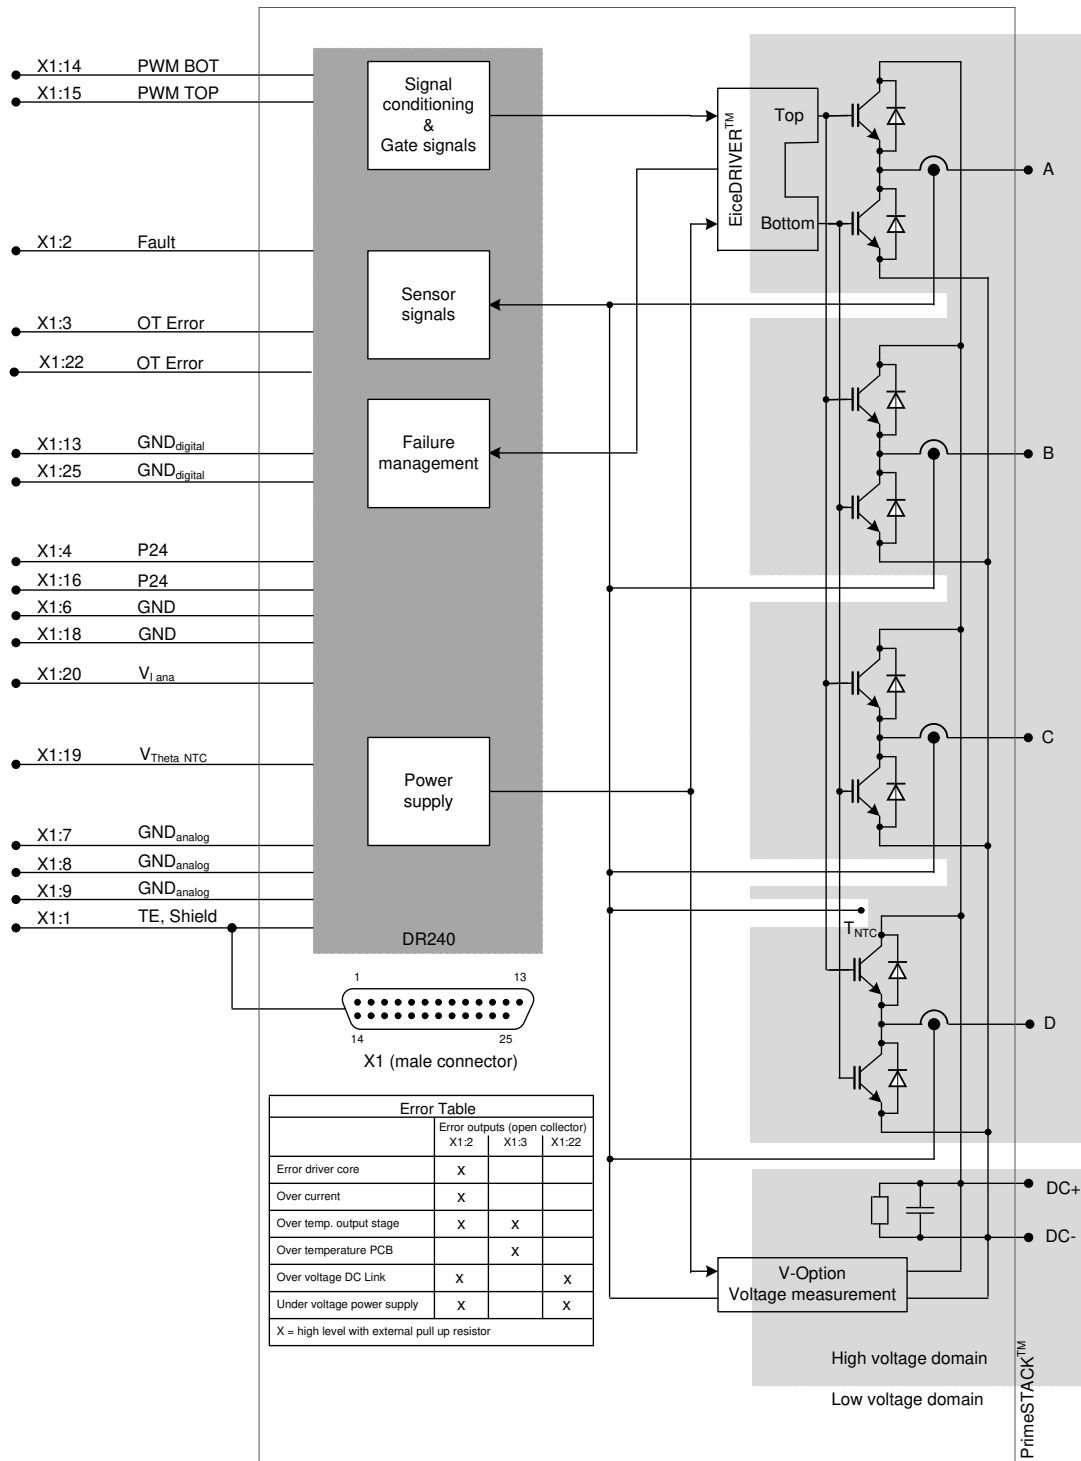 X1:14 PWM BOT
X1:15 PWM TOP
X1:2 Fault
X1:3 OT Error
X1:22 OT Error
X1:13 GNDdigital
X1:25 GNDdigital
X1:4 P24
X1:16 P24
X1:6 GND
X1:18 GND
X1:20 VI ana
X1:19 VTheta NTC
X1:7 GNDanalog
X1:8 GNDanalog
X1:9 GNDanalog
X1:1 TE, Shield
Signal
conditioning
&
Gate signals
Sensor
signals
Failure
management
Power
supply
DR240
EiceDRIVER™
Top
Bottom
A
B
C
TNTC
D
1 13
14 25
X1 (male connector)
Error Table
Error outputs (open collector)
X1:2 X1:3 X1:22
Error driver core x
Over current x
Over temp. output stage x x
Over temperature PCB x
Over voltage DC Link x x
Under voltage power supply x x
X = high level with external pull up resistor
DC+
DC-
V-Option
Voltage measurement
High voltage domain
Low voltage domain
PrimeSTACK™